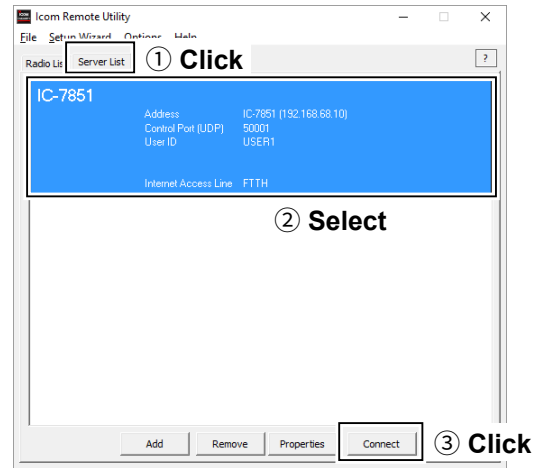 Icom Remote Utility
File Setup Wizard Options Help
Radio Lis Server List ① Click ?
IC-7851
Address IC-7851 (192.168.68.10)
Control Port (UDP) 50001
User ID USER1
Internet Access Line FTTH
② Select
Add Remove Properties Connect ③ Click